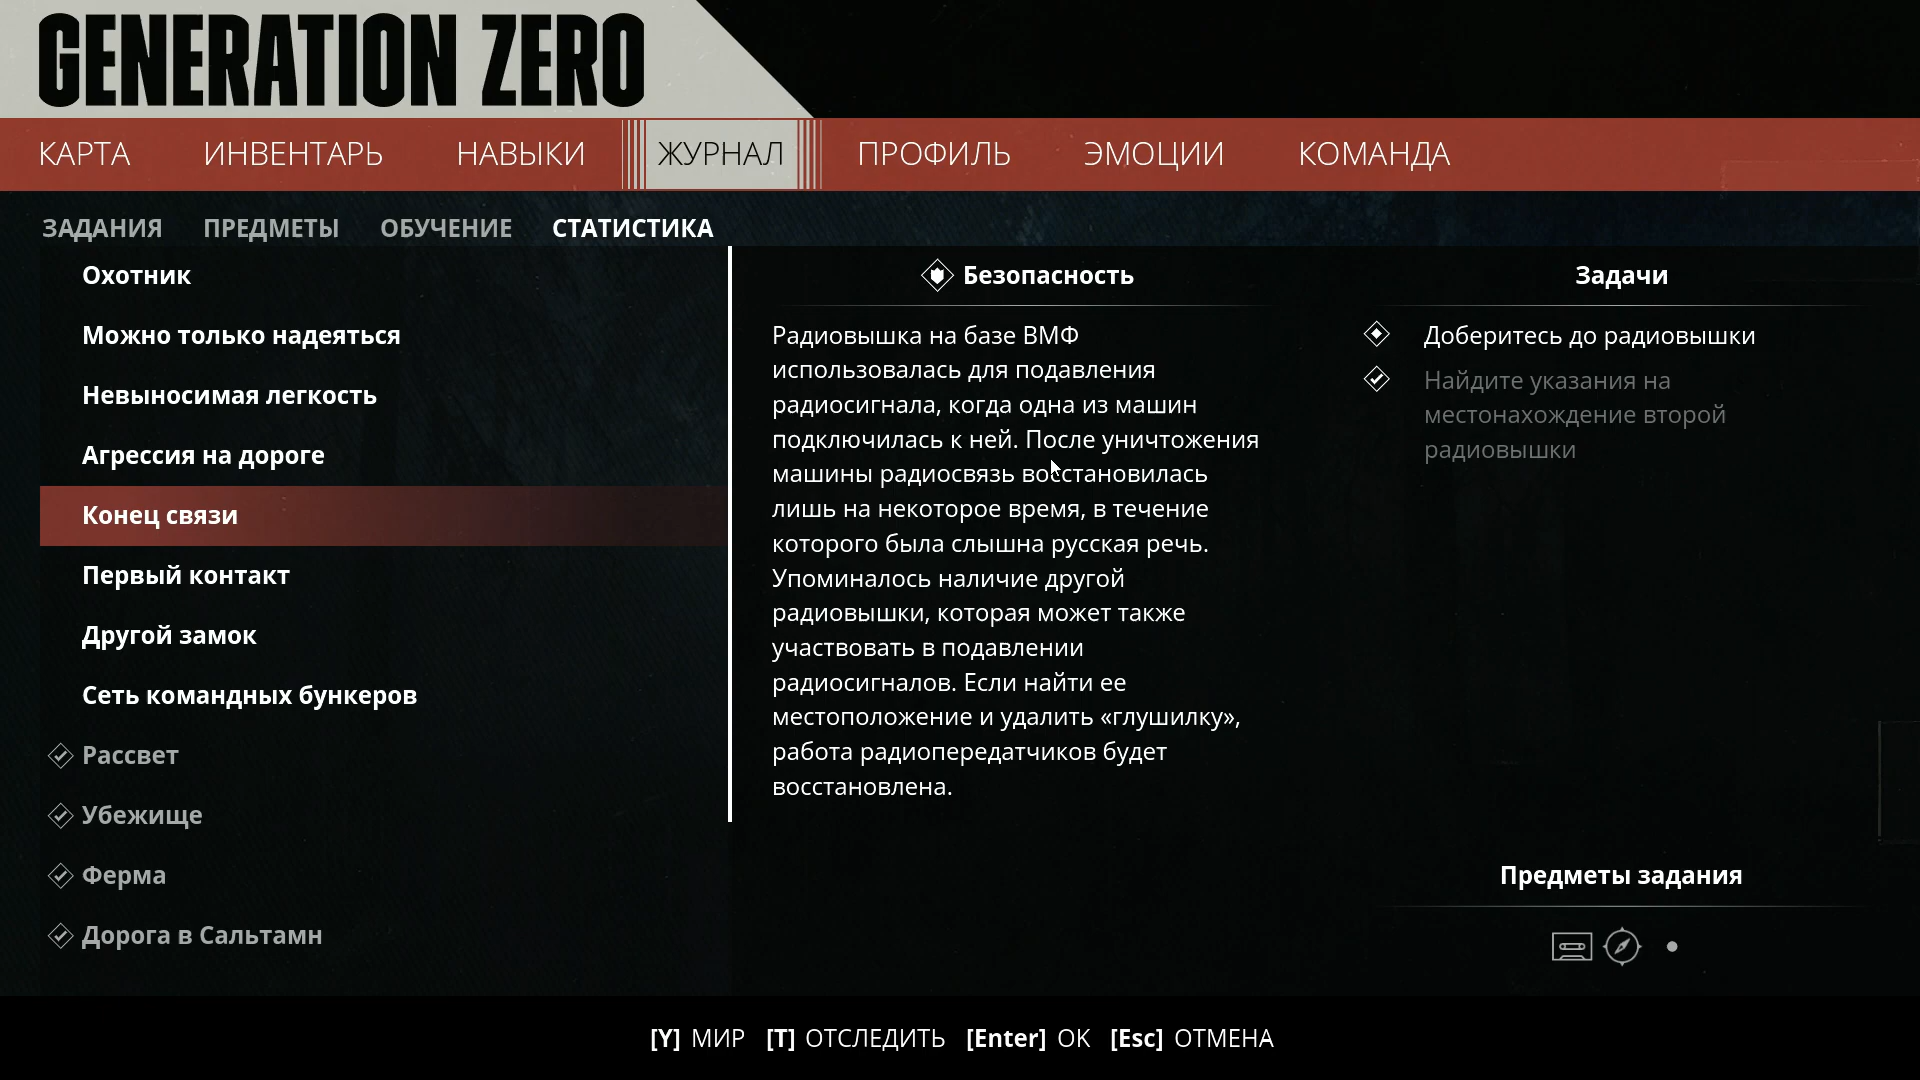 GENERATION ZERO
КАРТА ИНВЕНТАРЬ НАВЫКИ ЖУРНАЛ ПРОФИЛЬ ЭМОЦИИ КОМАНДА
ЗАДАНИЯ ПРЕДМЕТЫ ОБУЧЕНИЕ СТАТИСТИКА
Охотник
Можно только надеяться
Невыносимая легкость
Агрессия на дороге
Конец связи
Первый контакт
Другой замок
Сеть командных бункеров
Рассвет
Убежище
Ферма
Дорога в Сальтамн
Безопасность
Радиовышка на базе ВМФ
использовалась для подавления
радиосигнала, когда одна из машин
подключилась к ней. После уничтожения
машины радиосвязь восстановилась
лишь на некоторое время, в течение
которого была слышна русская речь.
Упоминалось наличие другой
радиовышки, которая может также
участвовать в подавлении
радиосигналов. Если найти ее
местоположение и удалить «глушилку»,
работа радиопередатчиков будет
восстановлена.
Задачи
Доберитесь до радиовышки
Найдите указания на
местонахождение второй
радиовышки
Предметы задания
[Y] МИР [T] ОТСЛЕДИТЬ [Enter] OK [Esc] ОТМЕНА